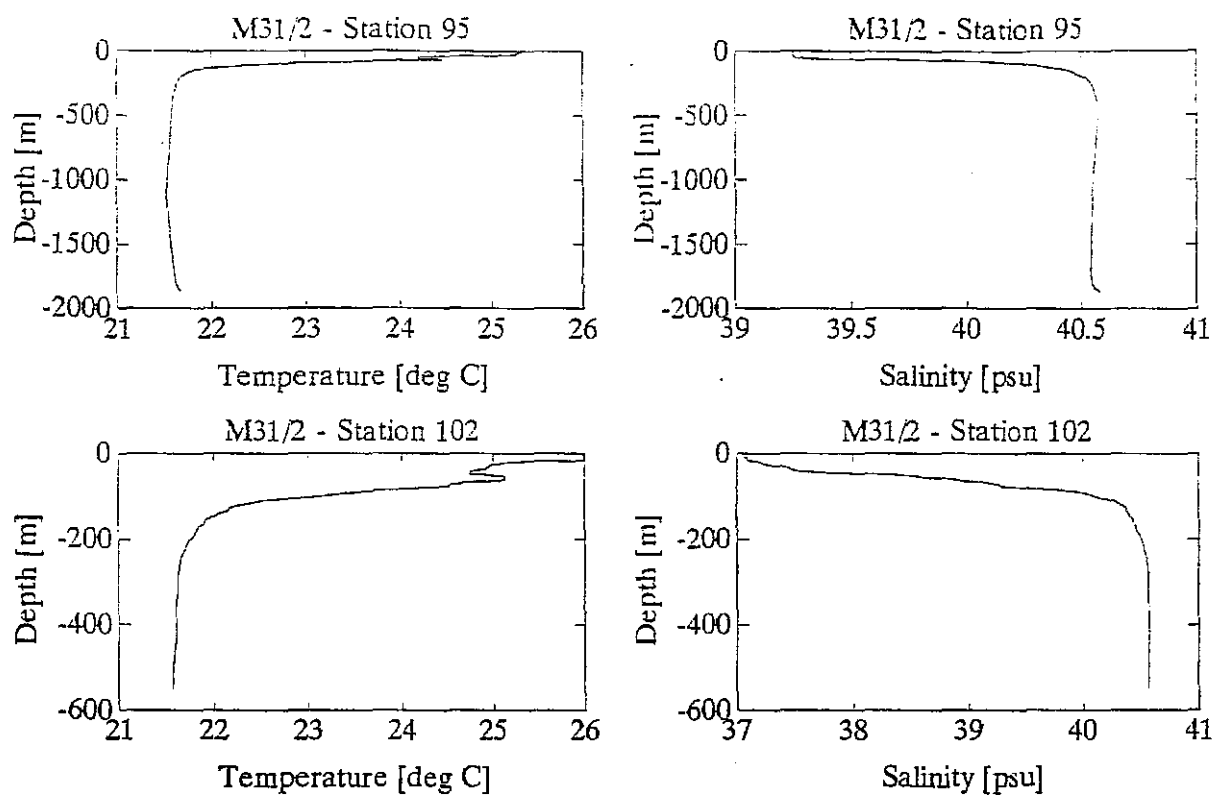 M31/2 - Station 95
0
-500
-1000
-1500
-2000
Depth [m]
21 22 23 24 25 26
Temperature [deg C]
M31/2 - Station 95
0
-500
-1000
-1500
-2000
Depth [m]
39 39.5 40 40.5 41
Salinity [psu]
M31/2 - Station 102
0
-200
-400
-600
Depth [m]
21 22 23 24 25 26
Temperature [deg C]
M31/2 - Station 102
0
-200
-400
-600
Depth [m]
37 38 39 40 41
Salinity [psu]